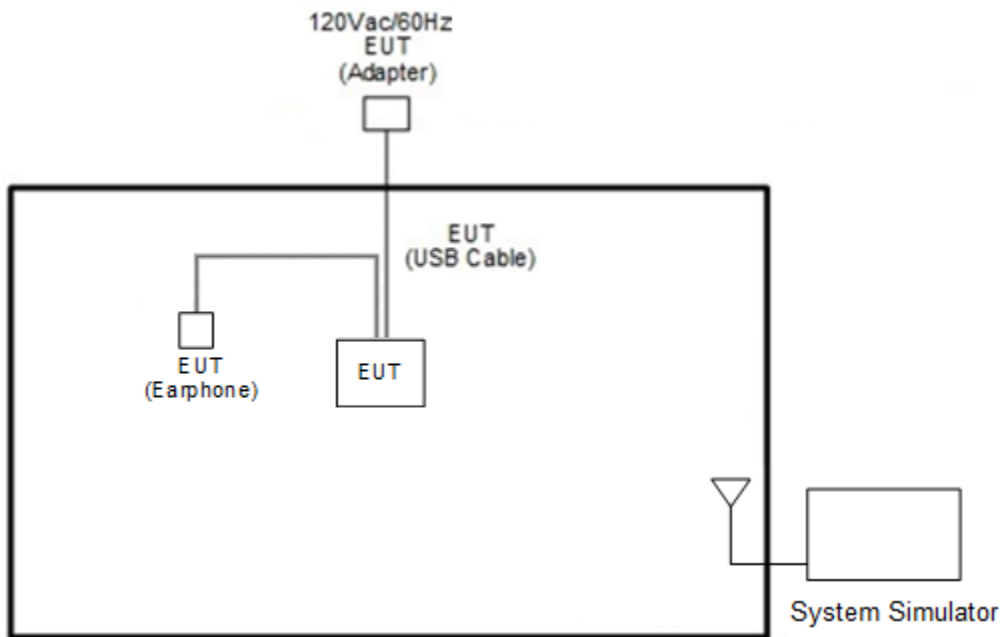 120Vac/60Hz
EUT
(Adapter)
EUT
(USB Cable)
EUT
(Earphone)
EUT
System Simulator